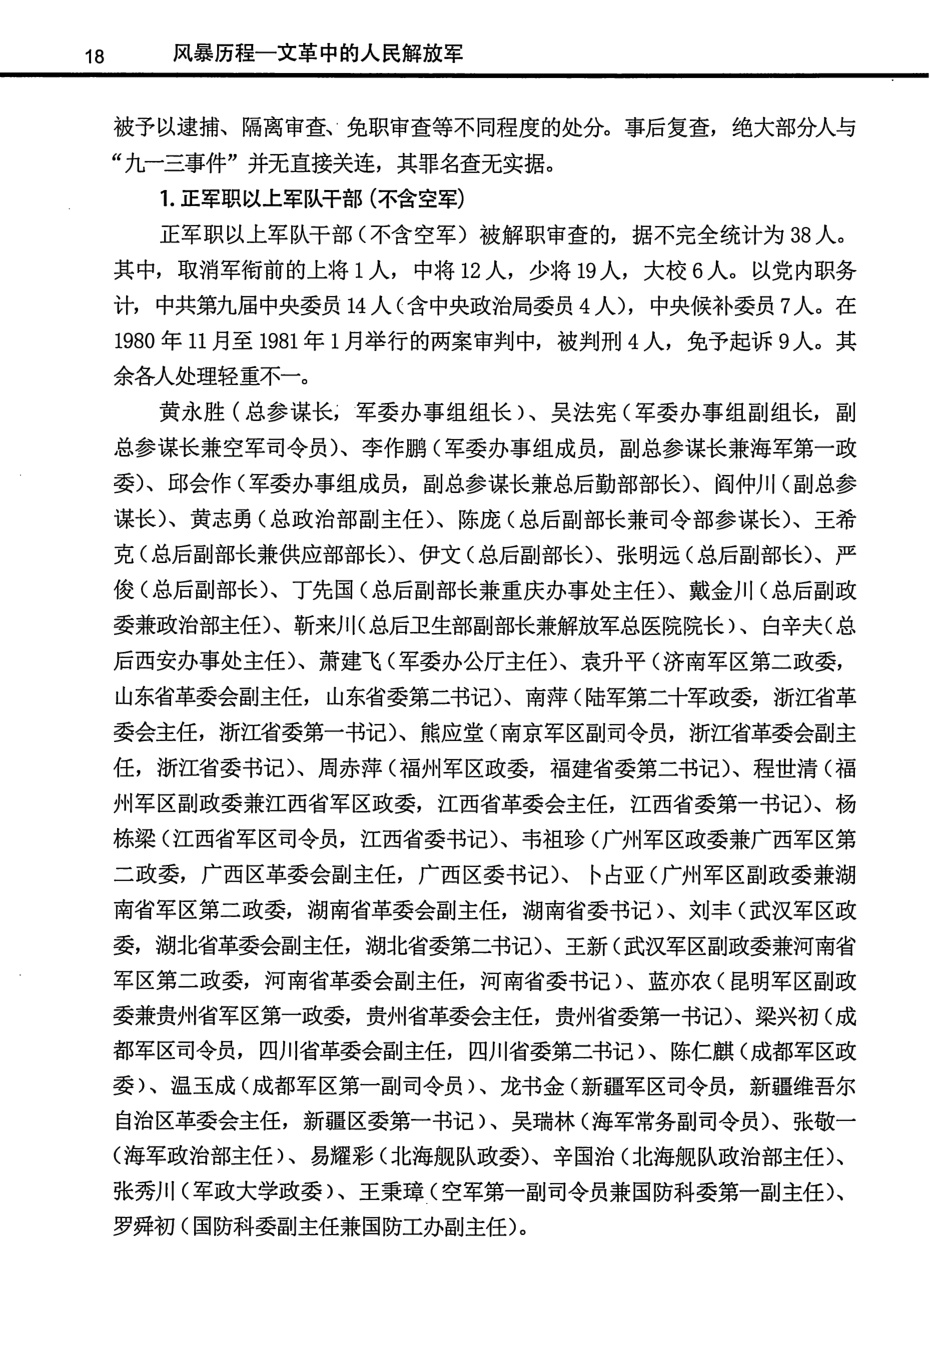 18 风暴历程—文革中的人民解放军
被予以逮捕、隔离审查、免职审查等不同程度的处分。事后复查，绝大部分人与
“九一三事件”并无直接关连，其罪名查无实据。
1. 正军职以上军队干部(不含空军)
正军职以上军队干部(不含空军)被解职审查的，据不完全统计为38人。
其中，取消军衔前的上将1人，中将12人，少将19人，大校6人。以党内职务
计，中共第九届中央委员14人(含中央政治局委员4人)，中央候补委员7人。在
1980年11月至1981年1月举行的两案审判中，被判刑4人，免予起诉9人。其
余各人处理轻重不一。
黄永胜(总参谋长，军委办事组组长)、吴法宪(军委办事组副组长，副
总参谋长兼空军司令员)、李作鹏(军委办事组成员，副总参谋长兼海军第一政
委)、邱会作(军委办事组成员，副总参谋长兼总后勤部部长)、阎仲川(副总参
谋长)、黄志勇(总政治部副主任)、陈庞(总后副部长兼司令部参谋长)、王希
克(总后副部长兼供应部部长)、伊文(总后副部长)、张明远(总后副部长)、严
俊(总后副部长)、丁先国(总后副部长兼重庆办事处主任)、戴金川(总后副政
委兼政治部主任)、靳来川(总后卫生部副部长兼解放军总医院院长)、白辛夫(总
后西安办事处主任)、萧建飞(军委办公厅主任)、袁升平(济南军区第二政委，
山东省革委会副主任，山东省委第二书记)、南萍(陆军第二十军政委，浙江省革
委会主任，浙江省委第一书记)、熊应堂(南京军区副司令员，浙江省革委会副主
任，浙江省委书记)、周赤萍(福州军区政委，福建省委第二书记)、程世清(福
州军区副政委兼江西省军区政委，江西省革委会主任，江西省委第一书记)、杨
栋梁(江西省军区司令员，江西省委书记)、韦祖珍(广州军区政委兼广西军区第
二政委，广西区革委会副主任，广西区委书记)、卜占亚(广州军区副政委兼湖
南省军区第二政委，湖南省革委会副主任，湖南省委书记)、刘丰(武汉军区政
委，湖北省革委会副主任，湖北省委第二书记)、王新(武汉军区副政委兼河南省
军区第二政委，河南省革委会副主任，河南省委书记)、蓝亦农(昆明军区副政
委兼贵州省军区第一政委，贵州省革委会主任，贵州省委第一书记)、梁兴初(成
都军区司令员，四川省革委会副主任，四川省委第二书记)、陈仁麒(成都军区政
委)、温玉成(成都军区第一副司令员)、龙书金(新疆军区司令员，新疆维吾尔
自治区革委会主任，新疆区委第一书记)、吴瑞林(海军常务副司令员)、张敬一
(海军政治部主任)、易耀彩(北海舰队政委)、辛国治(北海舰队政治部主任)、
张秀川(军政大学政委)、王秉璋(空军第一副司令员兼国防科委第一副主任)、
罗舜初(国防科委副主任兼国防工办副主任)。